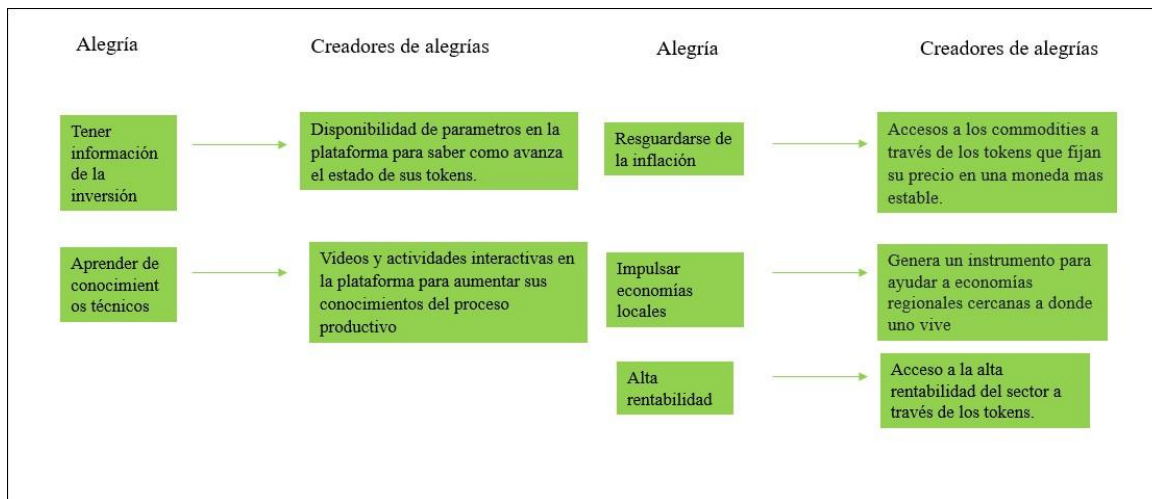 Alegría
Creadores de alegrías
Alegría
Creadores de alegrías
Tener
información
de la
inversión
Disponibilidad de parametros en la
plataforma para saber como avanza
el estado de sus tokens.
Resguardarse de
la inflación
Accesos a los commodities a
través de los tokens que fijan
su precio en una moneda mas
estable.
Aprender de
conocimient
os técnicos
Videos y actividades interactivas en
la plataforma para aumentar sus
conocimientos del proceso
productivo
Impulsar
economías
locales
Genera un instrumento para
ayudar a economías
regionales cercanas a donde
uno vive
Alta
rentabilidad
Acceso a la alta
rentabilidad del sector a
través de los tokens.